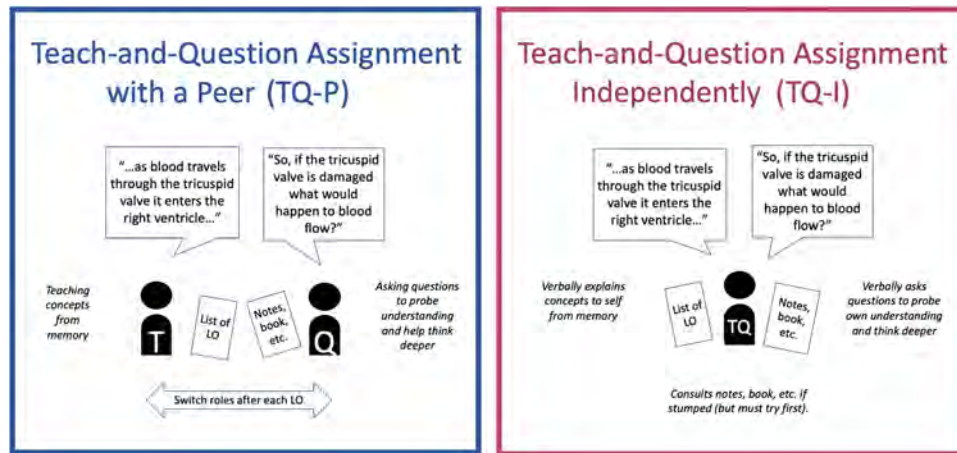 Teach-and-Question Assignment
with a Peer (TQ-P)
"...as blood travels
through the tricuspid
valve it enters the
right ventricle..."
"So, if the tricuspid
valve is damaged
what would
happen to blood
flow?"
Teaching
concepts
from
memory
T
List of
LO
Notes,
book,
etc.
Q
Asking questions
to probe
understanding
and help think
deeper
Switch roles after each LO
Teach-and-Question Assignment
Independently (TQ-I)
"...as blood travels
through the tricuspid
valve it enters the
right ventricle..."
"So, if the tricuspid
valve is damaged
what would
happen to blood
flow?"
Verbally explains
concepts to self
from memory
List of
LO
TQ
Notes,
book,
etc.
Verbally asks
questions to probe
own understanding
and think deeper
Consults notes, book, etc. if
stumped (but must try first).